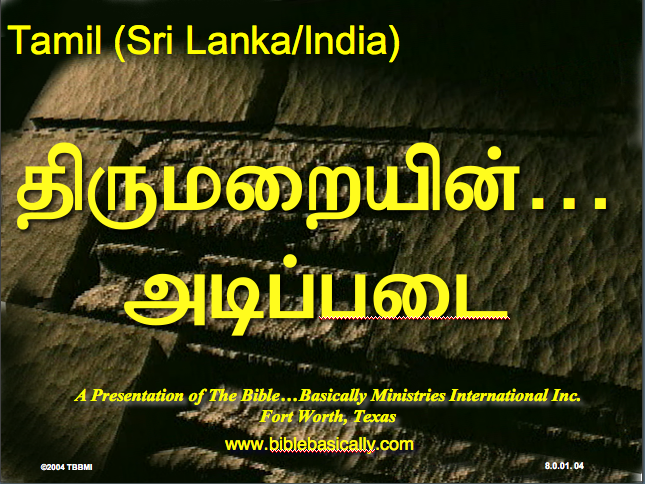 Tamil (Sri Lanka/India)
திருமறையின்...
அடிப்படை
A Presentation of The Bible...Basically Ministries International Inc.
Fort Worth, Texas
www.biblebasically.com
©2004 TBBMI
8.0.01. 04